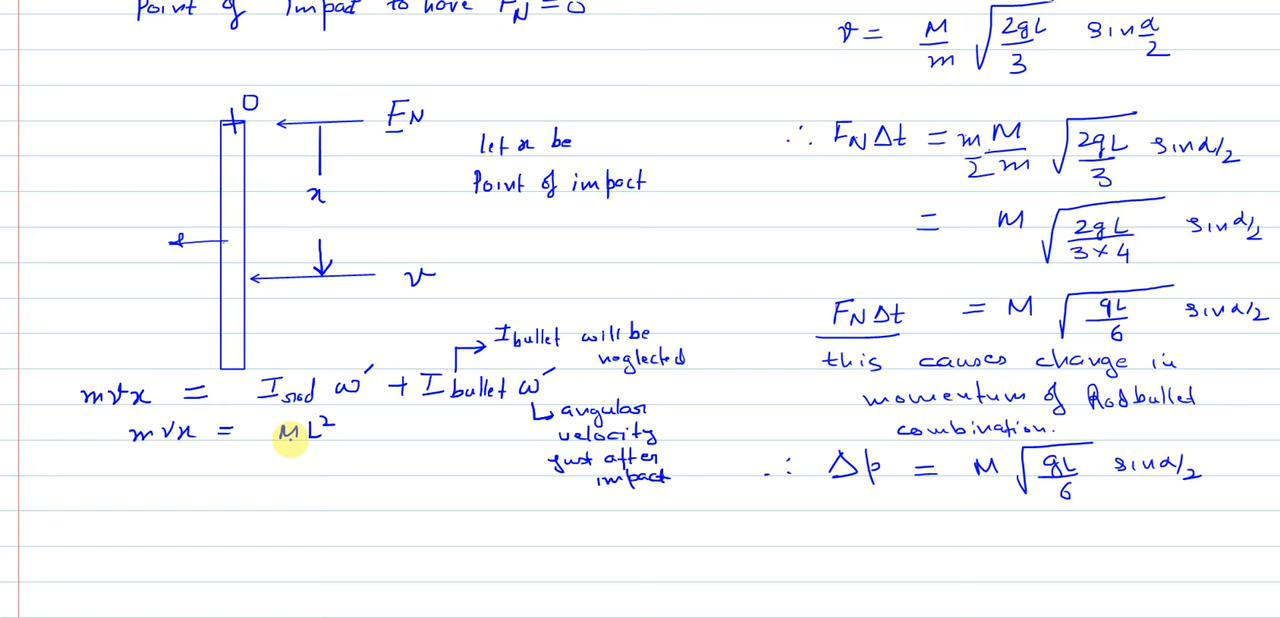 Point of Impact to have F_N = 0
O
F_N
x
v
let x be
Point of impact
I bullet will be
neglected
mvx = I_rod ω′ + I_bullet ω′
mvx = ML²
↳ angular
velocity
just after
impact
v = M/m √(2gL/3) sin α/2
∴ F_N Δt = m/2 M/m √(2gL/3) sin α/2
= M √(2gL/(3×4)) sin α/2
F_N Δt = M √(gL/6) sin α/2
this causes change in
momentum of Rod bullet
combination.
∴ Δp = M √(gL/6) sin α/2